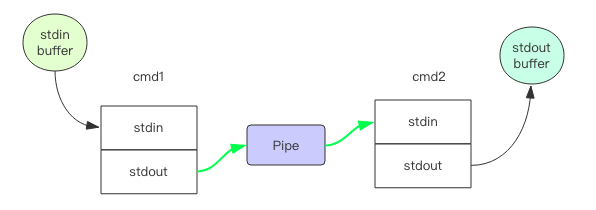 stdin
buffer
cmd1
stdin
stdout
Pipe
cmd2
stdin
stdout
stdout
buffer